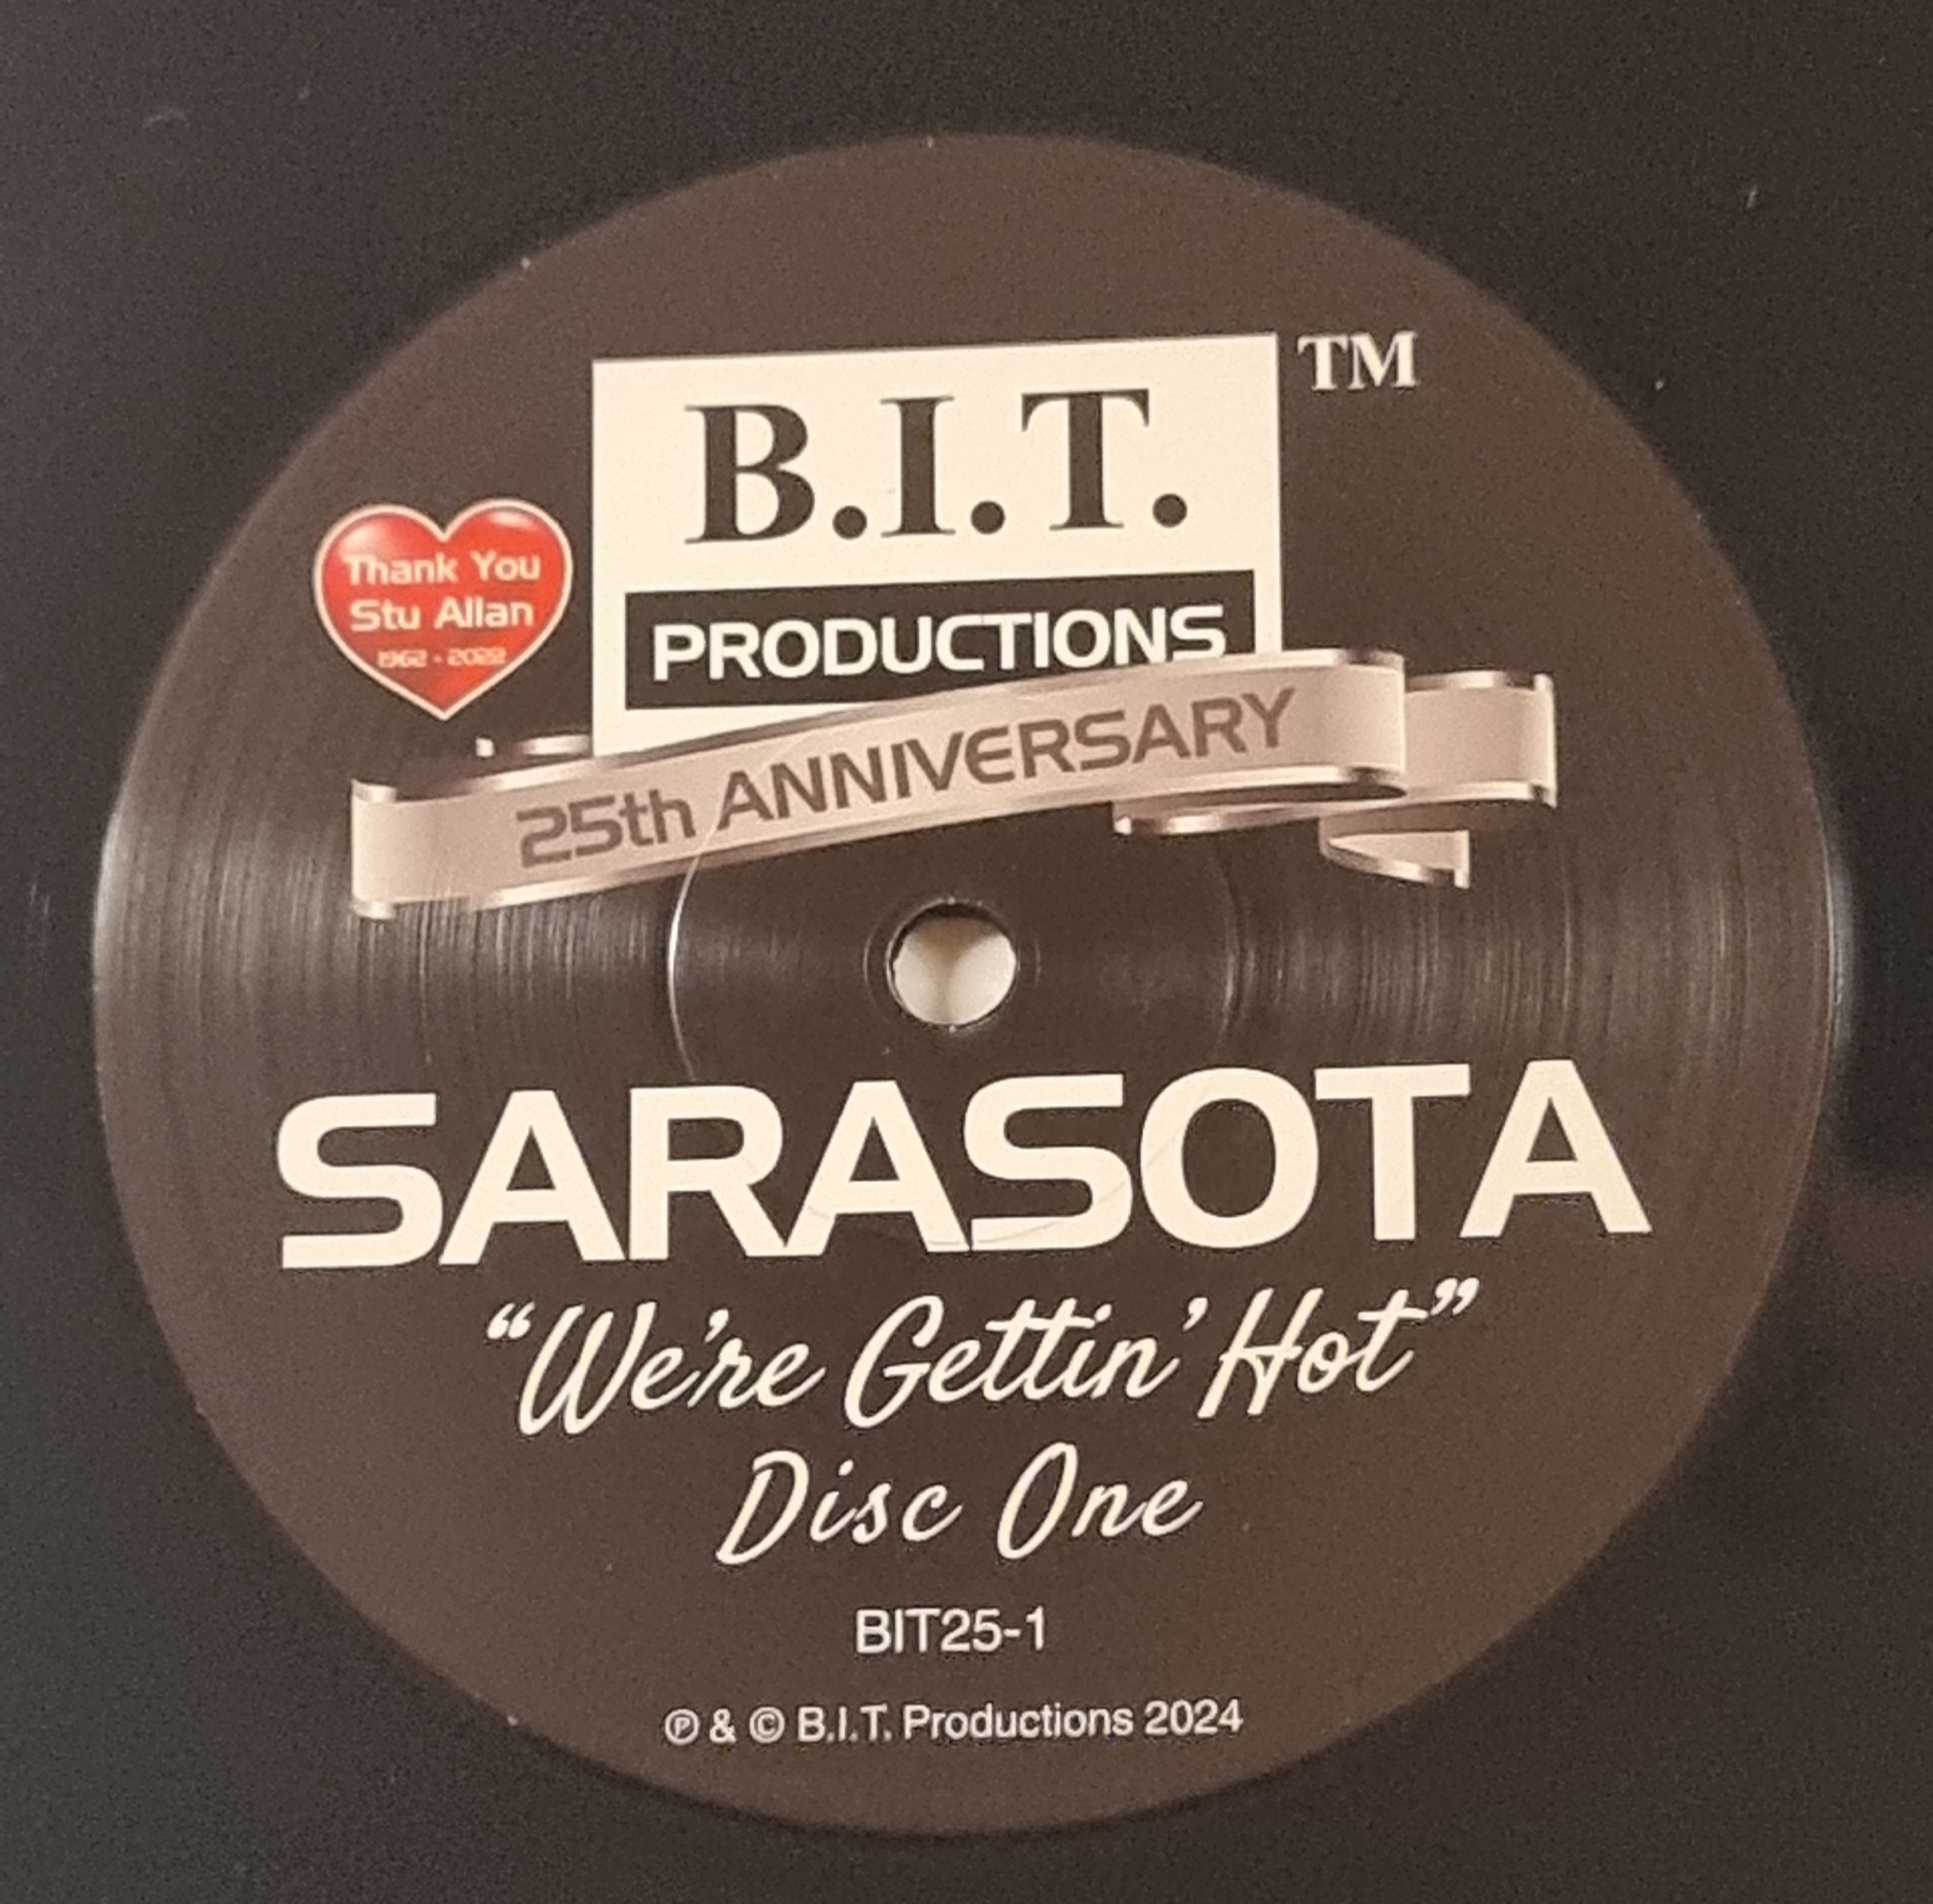 B.I.T.
TM
PRODUCTIONS
Thank You
Stu Allan
1962 - 2022
25th ANNIVERSARY
SARASOTA
“We’re Gettin’ Hot”
Disc One
BIT25-1
℗ & © B.I.T. Productions 2024